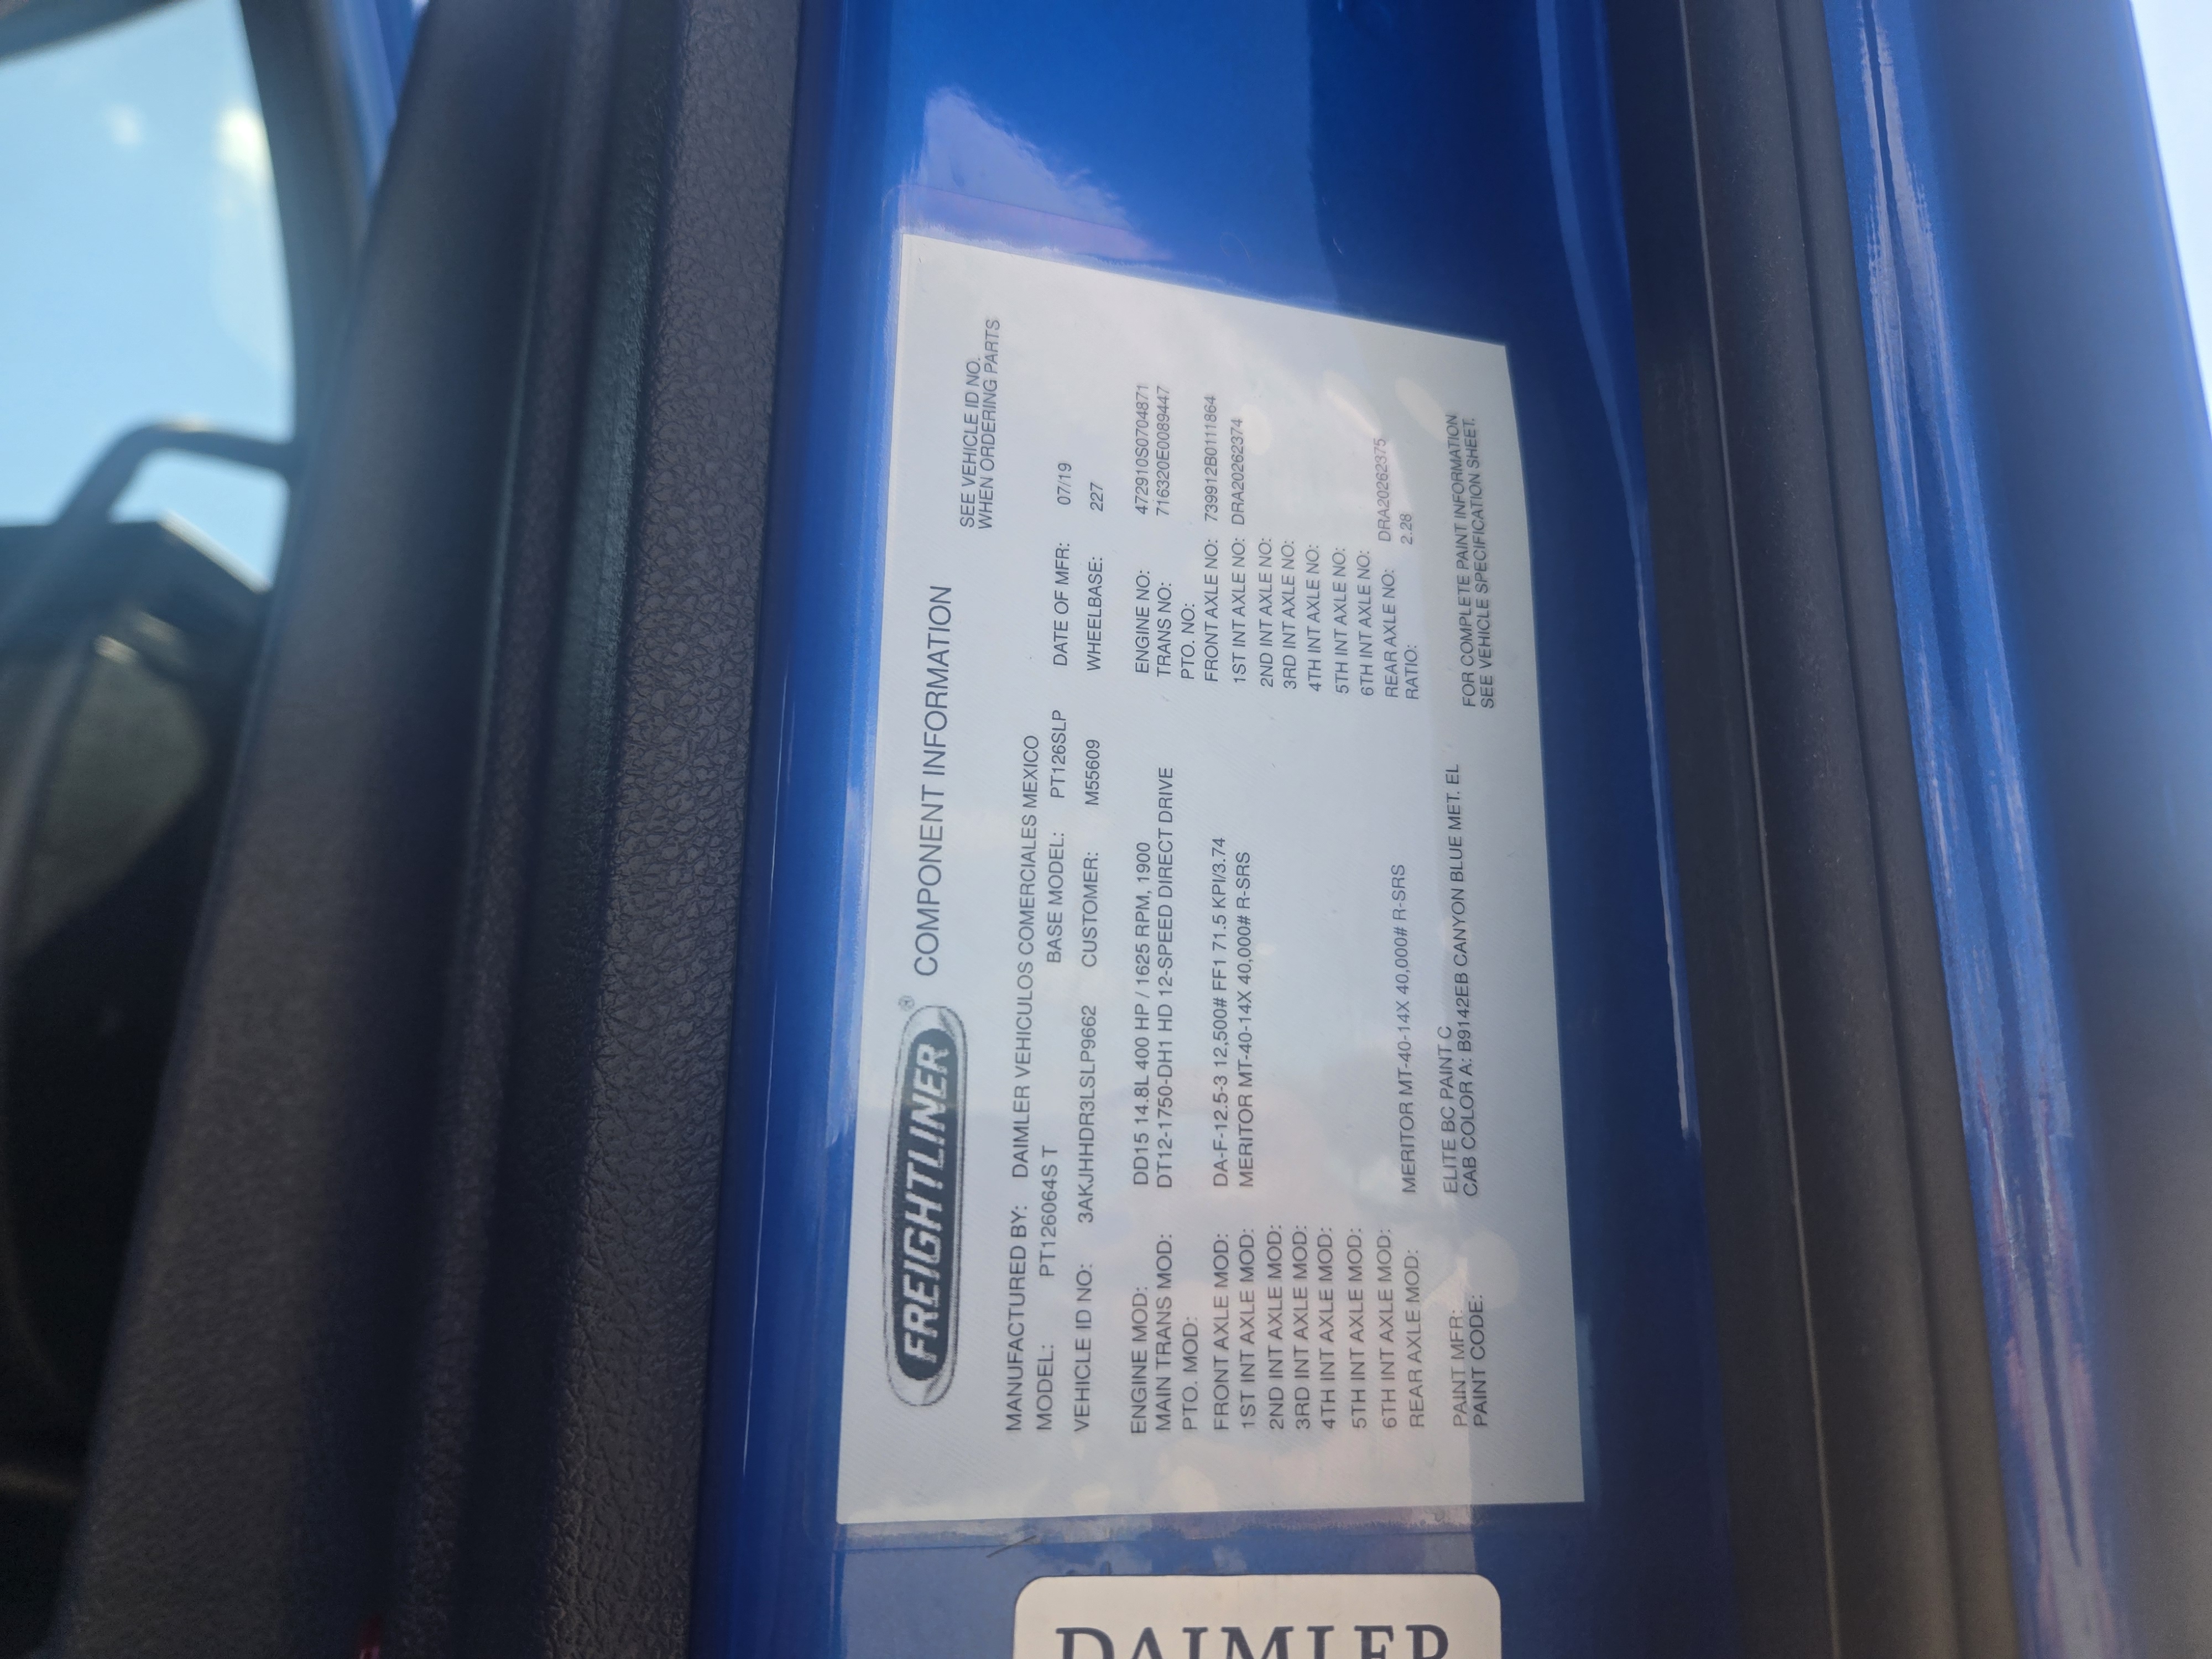 FREIGHTLINER ® COMPONENT INFORMATION
SEE VEHICLE ID NO.
WHEN ORDERING PARTS
MANUFACTURED BY: DAIMLER VEHICULOS COMERCIALES MEXICO
MODEL: PT126064S T BASE MODEL: PT126SLP DATE OF MFR: 07/19
VEHICLE ID NO: 3AKJHHDR3LSLP9662 CUSTOMER: M55609 WHEELBASE: 227
ENGINE MOD: DD15 14.8L 400 HP / 1625 RPM, 1900 ENGINE NO: 472910S0704871
MAIN TRANS MOD: DT12-1750-DH1 HD 12-SPEED DIRECT DRIVE TRANS NO: 716320E0089447
PTO. MOD: PTO. NO:
FRONT AXLE MOD: DA-F-12.5-3 12,500# FF1 71.5 KPI/3.74 FRONT AXLE NO: 739912B0111864
1ST INT AXLE MOD: MERITOR MT-40-14X 40,000# R-SRS 1ST INT AXLE NO: DRA20262374
2ND INT AXLE MOD: 2ND INT AXLE NO:
3RD INT AXLE MOD: 3RD INT AXLE NO:
4TH INT AXLE MOD: 4TH INT AXLE NO:
5TH INT AXLE MOD: 5TH INT AXLE NO:
6TH INT AXLE MOD: 6TH INT AXLE NO:
REAR AXLE MOD: MERITOR MT-40-14X 40,000# R-SRS REAR AXLE NO: DRA20262375
RATIO: 2.28
PAINT MFR: ELITE BC PAINT C
PAINT CODE: CAB COLOR A: B9142EB CANYON BLUE MET. EL
FOR COMPLETE PAINT INFORMATION
SEE VEHICLE SPECIFICATION SHEET.
DAIMLER